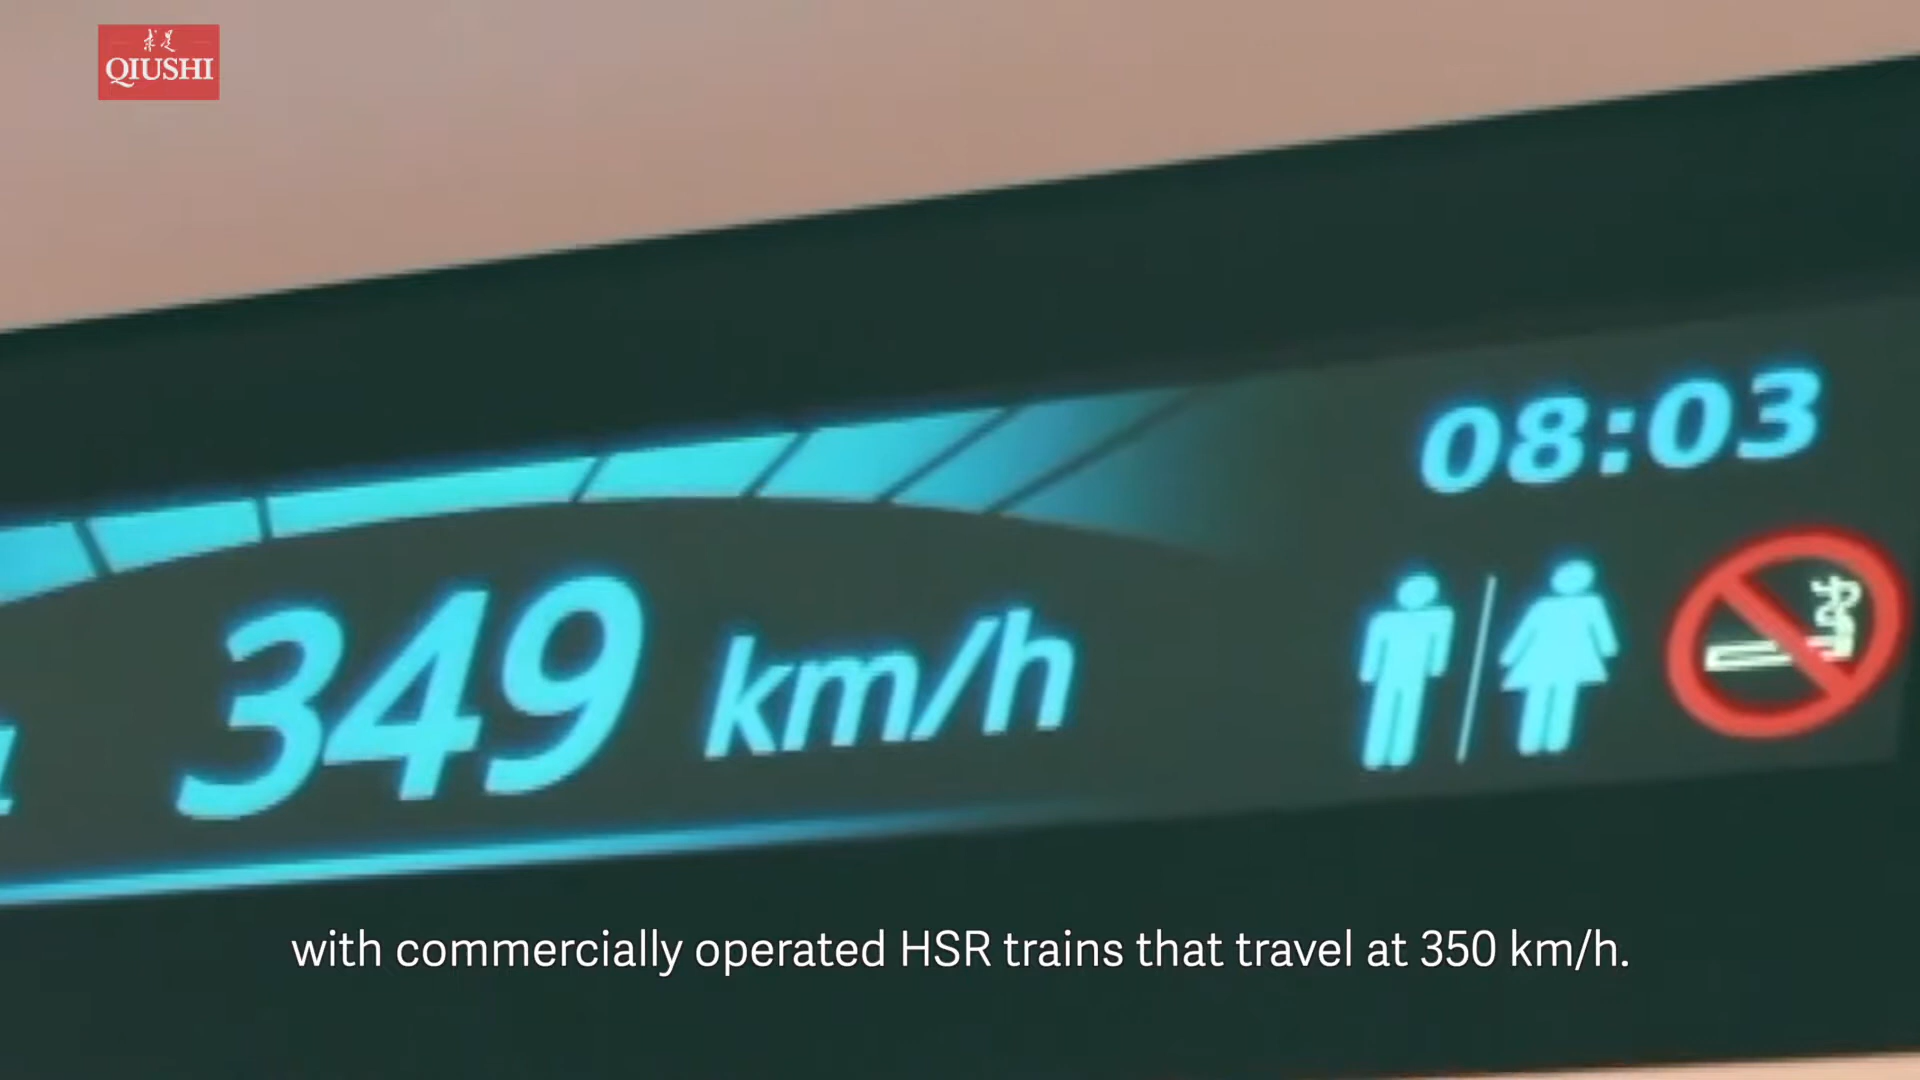 求是
QIUSHI
08:03
349 km/h
with commercially operated HSR trains that travel at 350 km/h.